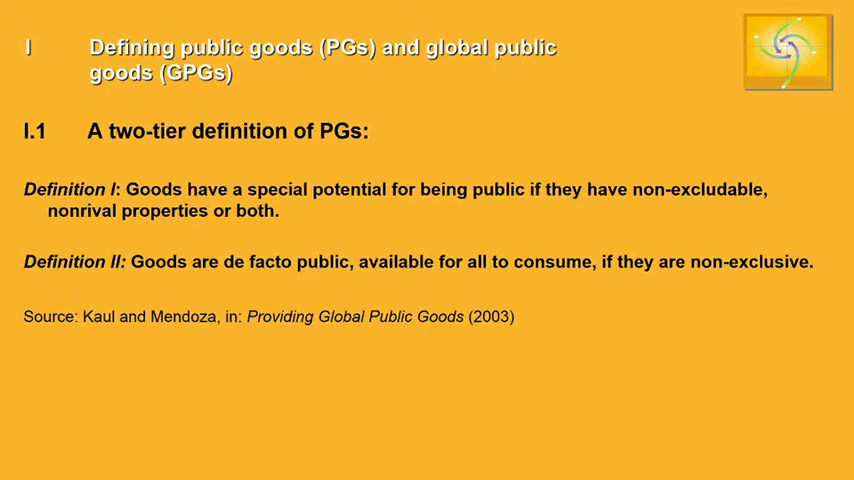 I Defining public goods (PGs) and global public
goods (GPGs)
I.1 A two-tier definition of PGs:
Definition I: Goods have a special potential for being public if they have non-excludable,
nonrival properties or both.
Definition II: Goods are de facto public, available for all to consume, if they are non-exclusive.
Source: Kaul and Mendoza, in: Providing Global Public Goods (2003)